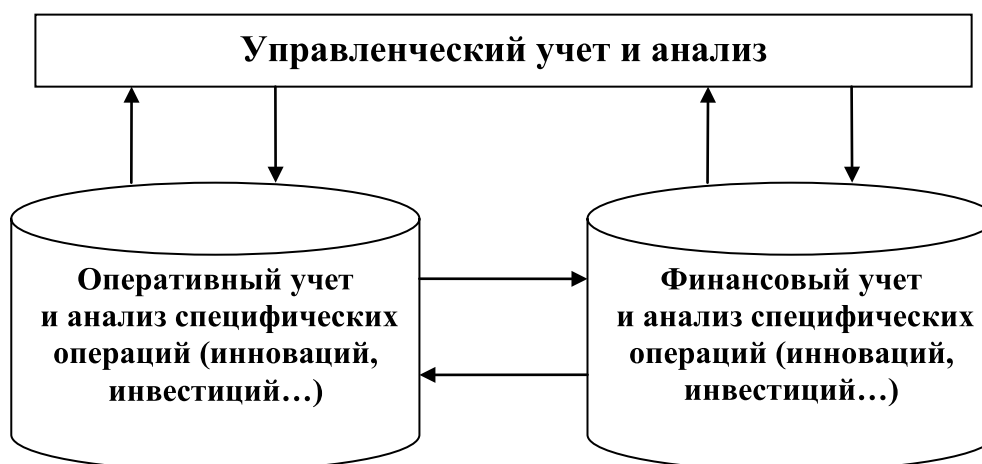 Управленческий учет и анализ
Оперативный учет
и анализ специфических
операций (инноваций,
инвестиций...)
Финансовый учет
и анализ специфических
операций (инноваций,
инвестиций...)